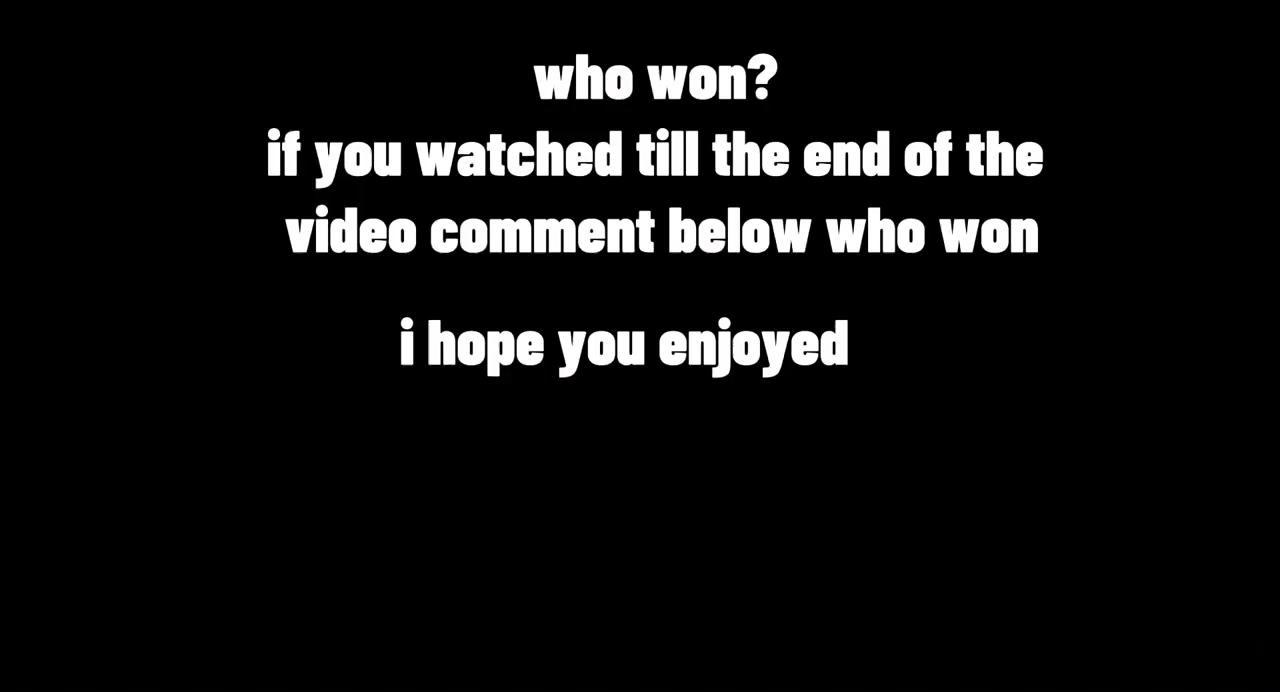 who won?
if you watched till the end of the
video comment below who won
i hope you enjoyed